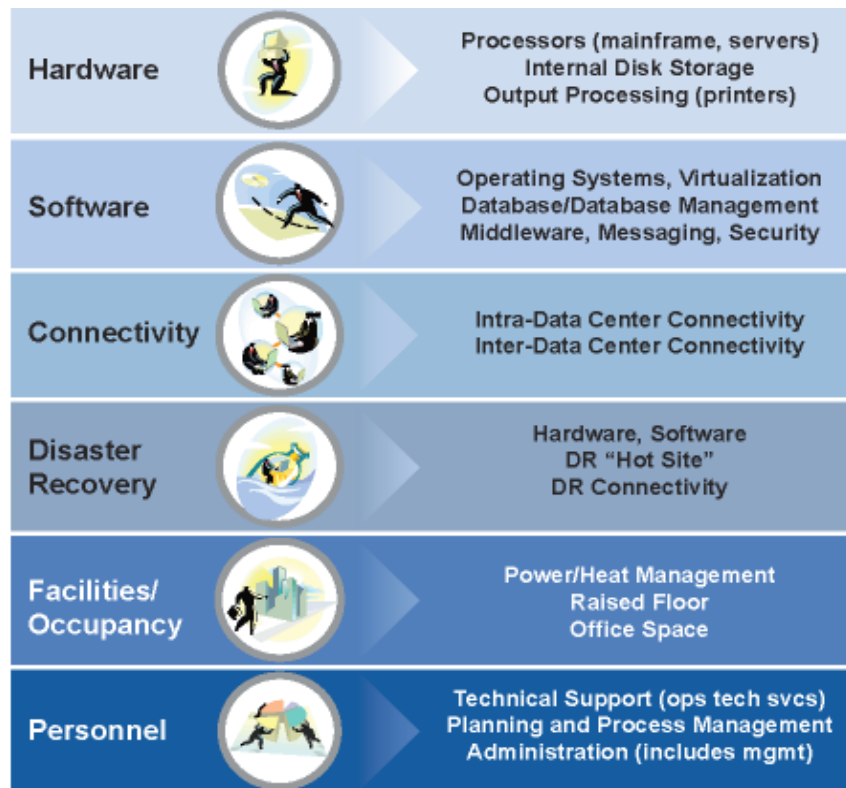 Hardware
Processors (mainframe, servers)
Internal Disk Storage
Output Processing (printers)
Software
Operating Systems, Virtualization
Database/Database Management
Middleware, Messaging, Security
Connectivity
Intra-Data Center Connectivity
Inter-Data Center Connectivity
Disaster
Recovery
Hardware, Software
DR “Hot Site”
DR Connectivity
Facilities/
Occupancy
Power/Heat Management
Raised Floor
Office Space
Personnel
Technical Support (ops tech svcs)
Planning and Process Management
Administration (includes mgmt)